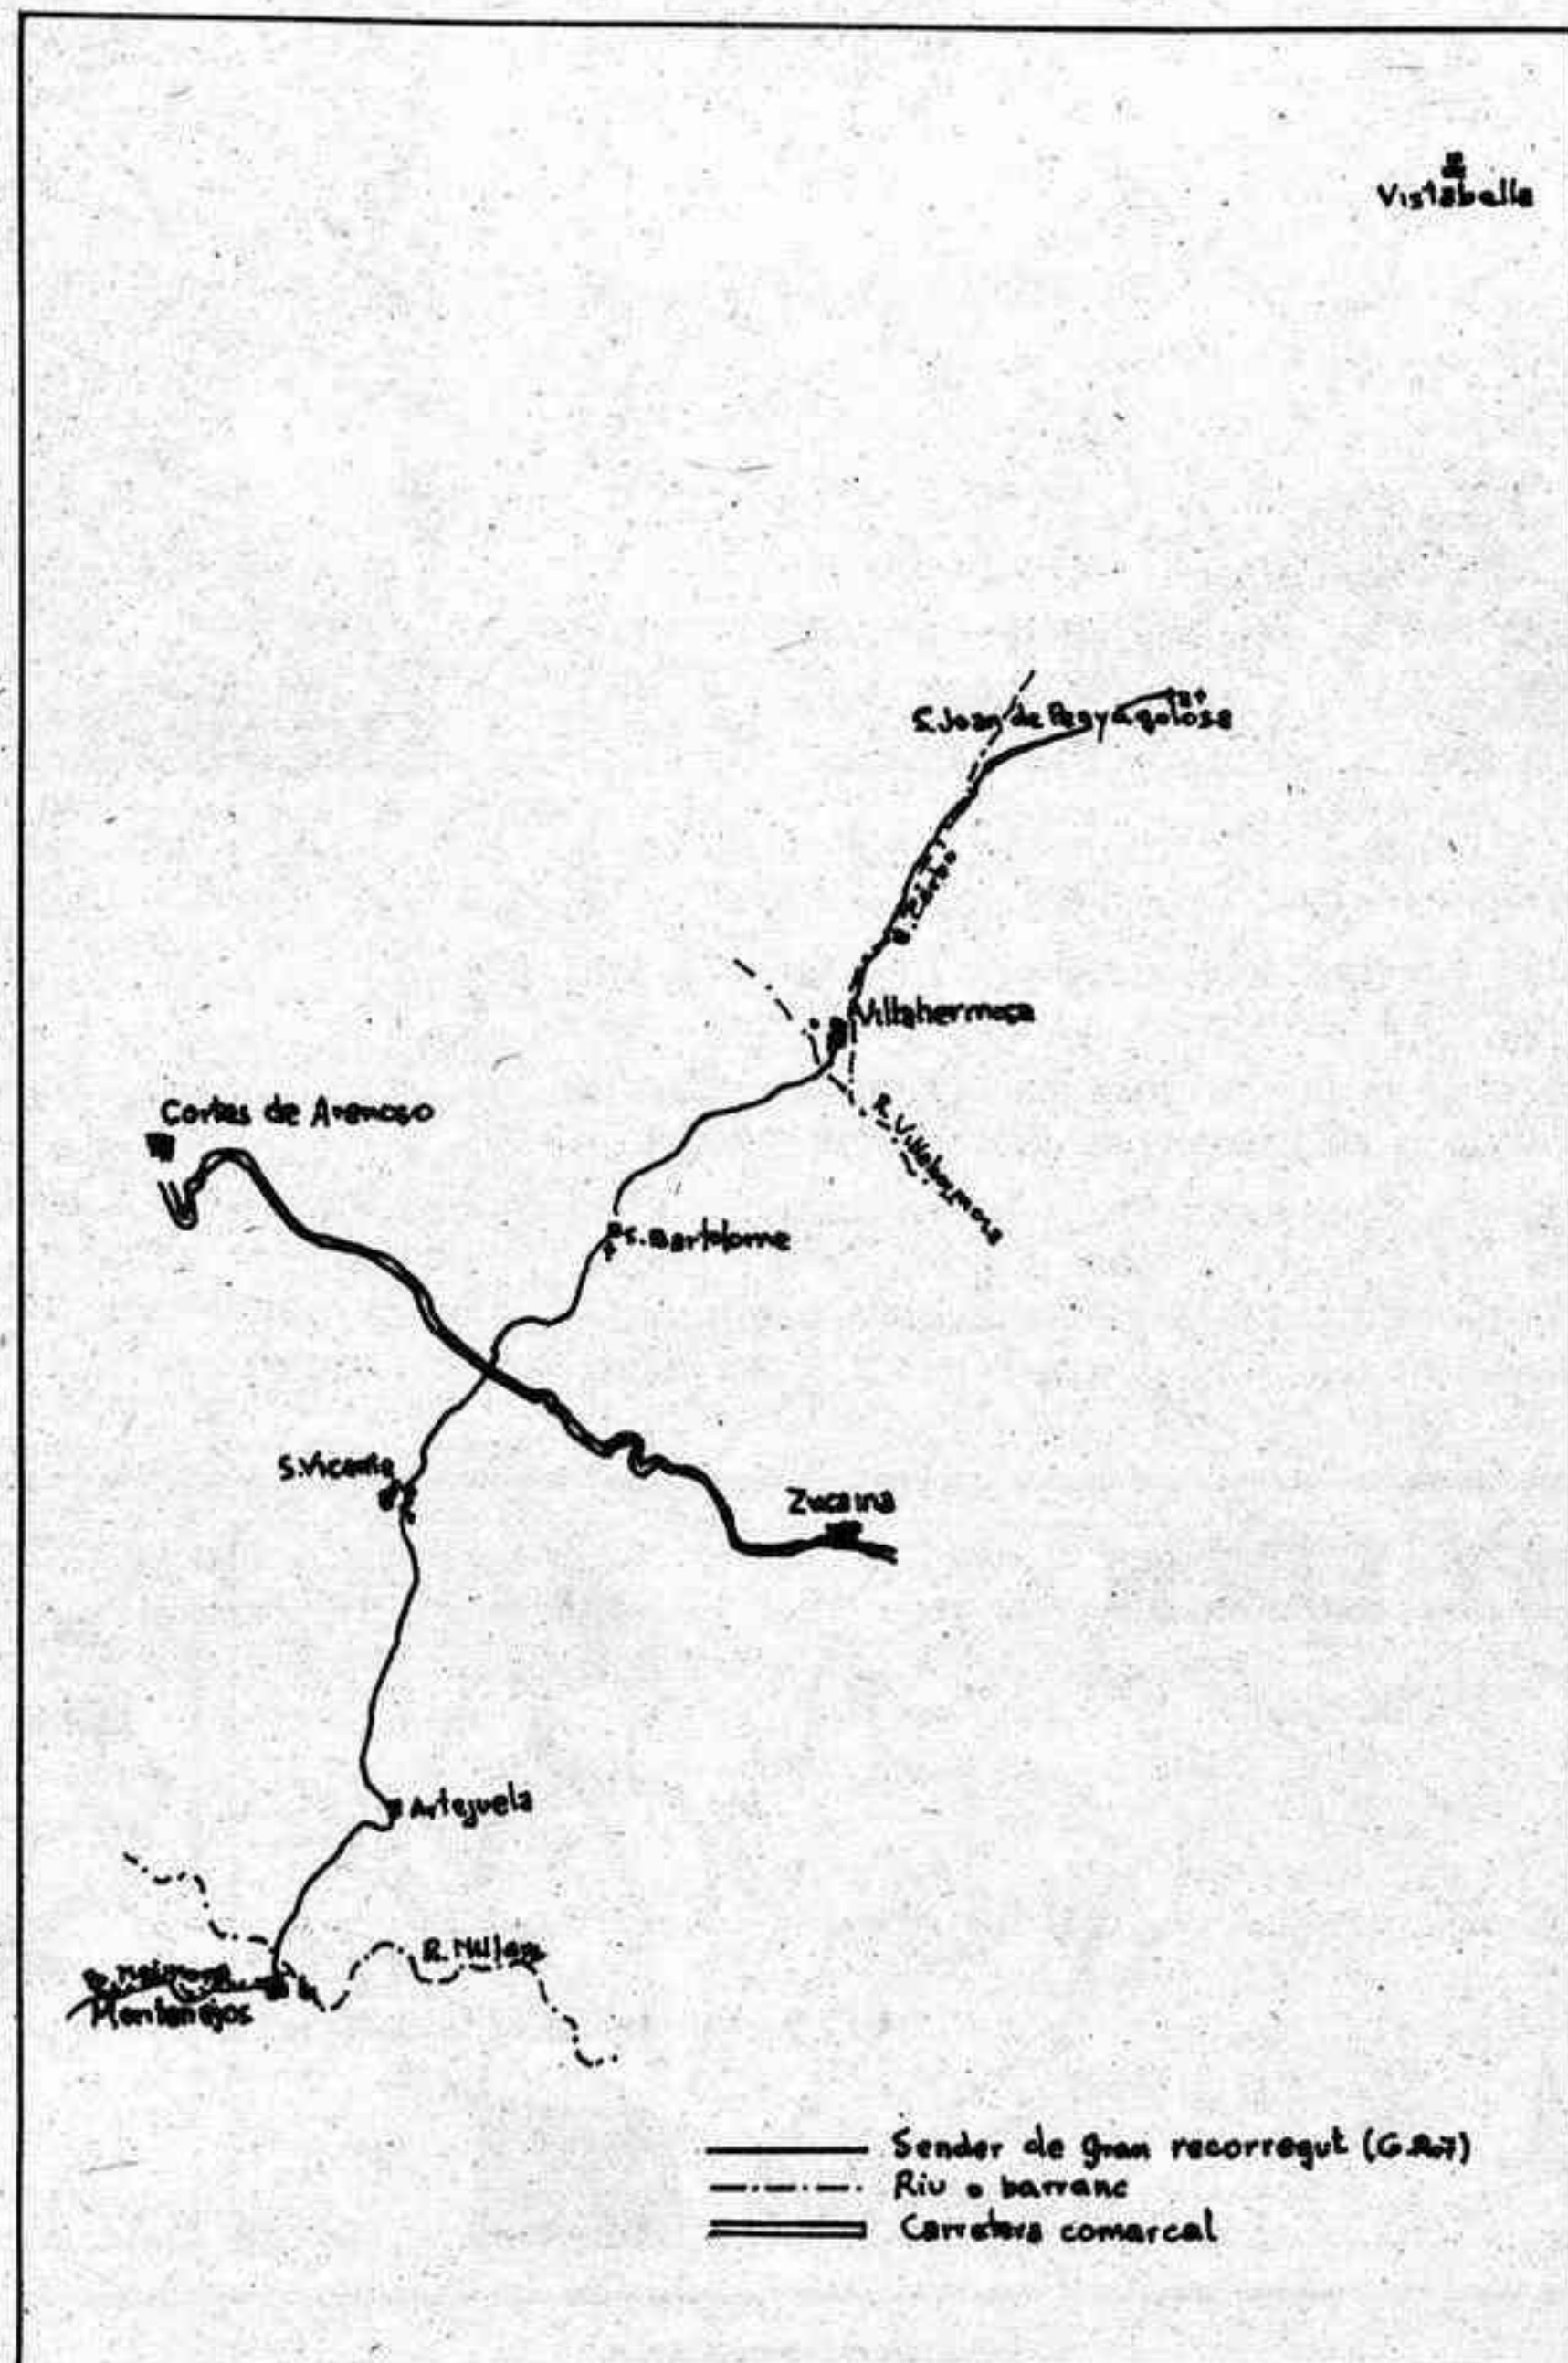 Vistabella
S. Joan de Penyagolosa
B. Carbo
Villahermosa
R. Villahermosa
Cortes de Arenoso
S. Bartolome
S. Vicente
Zucaina
Artejuela
R. Millars
Montanejos
Sender de gran recorregut (G.R.7)
Riu o barranc
Carretera comarcal